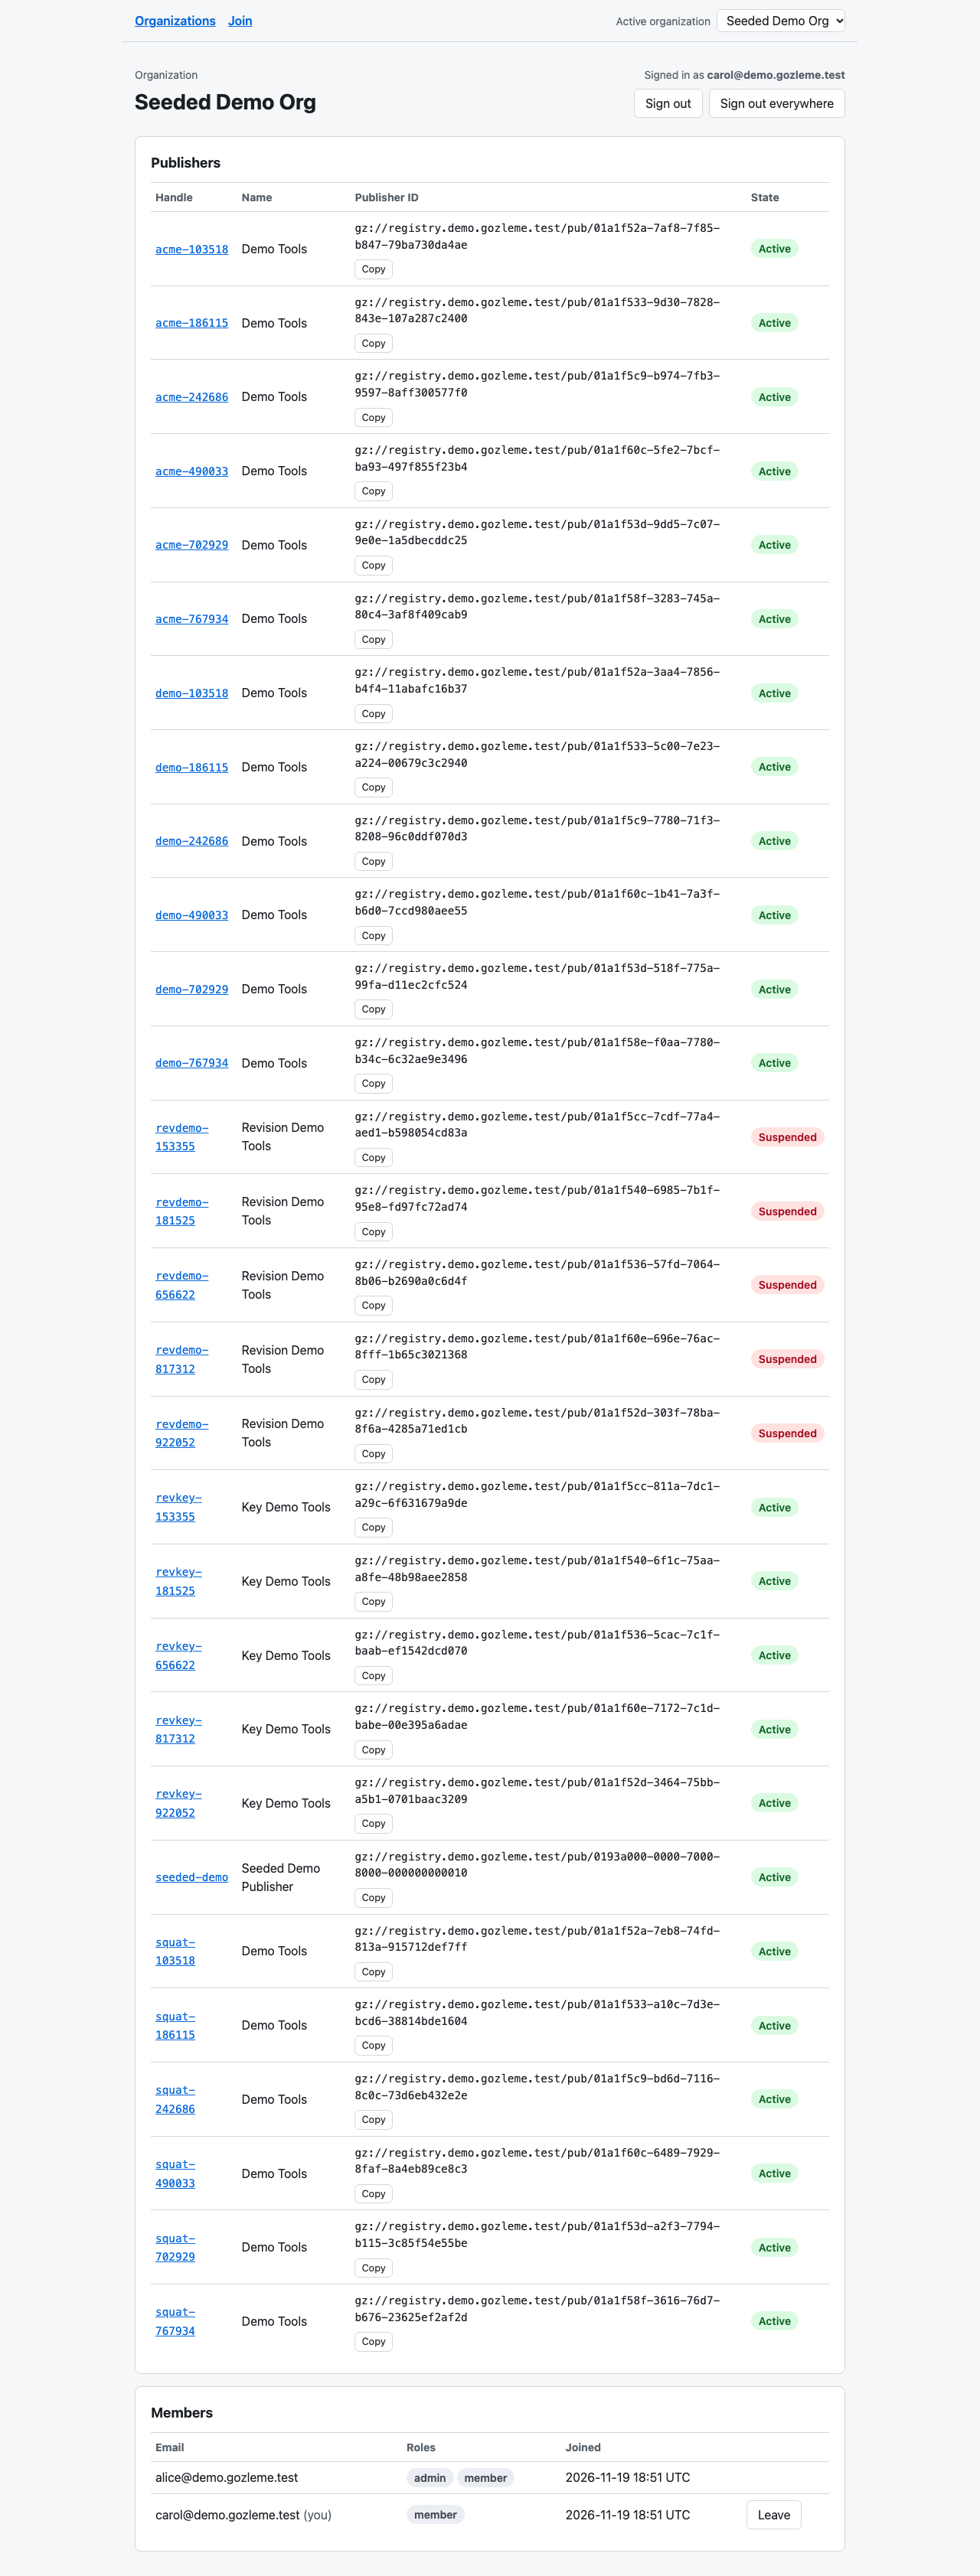 Organizations Join Active organization Seeded Demo Org
Organization Signed in as carol@demo.gozleme.test
Seeded Demo Org Sign out Sign out everywhere
Publishers
Handle Name Publisher ID State
acme-103518 Demo Tools gz://registry.demo.gozleme.test/pub/01a1f52a-7af8-7f85-
b847-79ba730da4ae Active
Copy
acme-186115 Demo Tools gz://registry.demo.gozleme.test/pub/01a1f533-9d30-7828-
843e-107a287c2400 Active
Copy
acme-242686 Demo Tools gz://registry.demo.gozleme.test/pub/01a1f5c9-b974-7fb3-
9597-8aff300577f0 Active
Copy
acme-490033 Demo Tools gz://registry.demo.gozleme.test/pub/01a1f60c-5fe2-7bcf-
ba93-497f855f23b4 Active
Copy
acme-702929 Demo Tools gz://registry.demo.gozleme.test/pub/01a1f53d-9dd5-7c07-
9e0e-1a5dbecddc25 Active
Copy
acme-767934 Demo Tools gz://registry.demo.gozleme.test/pub/01a1f58f-3283-745a-
80c4-3af8f409cab9 Active
Copy
demo-103518 Demo Tools gz://registry.demo.gozleme.test/pub/01a1f52a-3aa4-7856-
b4f4-11abafc16b37 Active
Copy
demo-186115 Demo Tools gz://registry.demo.gozleme.test/pub/01a1f533-5c00-7e23-
a224-00679c3c2940 Active
Copy
demo-242686 Demo Tools gz://registry.demo.gozleme.test/pub/01a1f5c9-7780-71f3-
8208-96c0ddf070d3 Active
Copy
demo-490033 Demo Tools gz://registry.demo.gozleme.test/pub/01a1f60c-1b41-7a3f-
b6d0-7ccd980aee55 Active
Copy
demo-702929 Demo Tools gz://registry.demo.gozleme.test/pub/01a1f53d-518f-775a-
99fa-d11ec2cfc524 Active
Copy
demo-767934 Demo Tools gz://registry.demo.gozleme.test/pub/01a1f58e-f0aa-7780-
b34c-6c32ae9e3496 Active
Copy
revdemo- Revision Demo gz://registry.demo.gozleme.test/pub/01a1f5cc-7cdf-77a4-
153355 Tools aed1-b598054cd83a Suspended
Copy
revdemo- Revision Demo gz://registry.demo.gozleme.test/pub/01a1f540-6985-7b1f-
181525 Tools 95e8-fd97fc72ad74 Suspended
Copy
revdemo- Revision Demo gz://registry.demo.gozleme.test/pub/01a1f536-57fd-7064-
656622 Tools 8b06-b2690a0c6d4f Suspended
Copy
revdemo- Revision Demo gz://registry.demo.gozleme.test/pub/01a1f60e-696e-76ac-
817312 Tools 8fff-1b65c3021368 Suspended
Copy
revdemo- Revision Demo gz://registry.demo.gozleme.test/pub/01a1f52d-303f-78ba-
922052 Tools 8f6a-4285a71ed1cb Suspended
Copy
revkey- Key Demo Tools gz://registry.demo.gozleme.test/pub/01a1f5cc-811a-7dc1-
153355 a29c-6f631679a9de Active
Copy
revkey- Key Demo Tools gz://registry.demo.gozleme.test/pub/01a1f540-6f1c-75aa-
181525 a8fe-48b98aee2858 Active
Copy
revkey- Key Demo Tools gz://registry.demo.gozleme.test/pub/01a1f536-5cac-7c1f-
656622 baab-ef1542dcd070 Active
Copy
revkey- Key Demo Tools gz://registry.demo.gozleme.test/pub/01a1f60e-7172-7c1d-
817312 babe-00e395a6adae Active
Copy
revkey- Key Demo Tools gz://registry.demo.gozleme.test/pub/01a1f52d-3464-75bb-
922052 a5b1-0701baac3209 Active
Copy
seeded-demo Seeded Demo gz://registry.demo.gozleme.test/pub/0193a000-0000-7000-
Publisher 8000-000000000010 Active
Copy
squat- Demo Tools gz://registry.demo.gozleme.test/pub/01a1f52a-7eb8-74fd-
103518 813a-915712def7ff Active
Copy
squat- Demo Tools gz://registry.demo.gozleme.test/pub/01a1f533-a10c-7d3e-
186115 bcd6-38814bde1604 Active
Copy
squat- Demo Tools gz://registry.demo.gozleme.test/pub/01a1f5c9-bd6d-7116-
242686 8c0c-73d6eb432e2e Active
Copy
squat- Demo Tools gz://registry.demo.gozleme.test/pub/01a1f60c-6489-7929-
490033 8faf-8a4eb89ce8c3 Active
Copy
squat- Demo Tools gz://registry.demo.gozleme.test/pub/01a1f53d-a2f3-7794-
702929 b115-3c85f54e55be Active
Copy
squat- Demo Tools gz://registry.demo.gozleme.test/pub/01a1f58f-3616-76d7-
767934 b676-23625ef2af2d Active
Copy
Members
Email Roles Joined
alice@demo.gozleme.test admin member 2026-11-19 18:51 UTC
carol@demo.gozleme.test (you) member 2026-11-19 18:51 UTC Leave